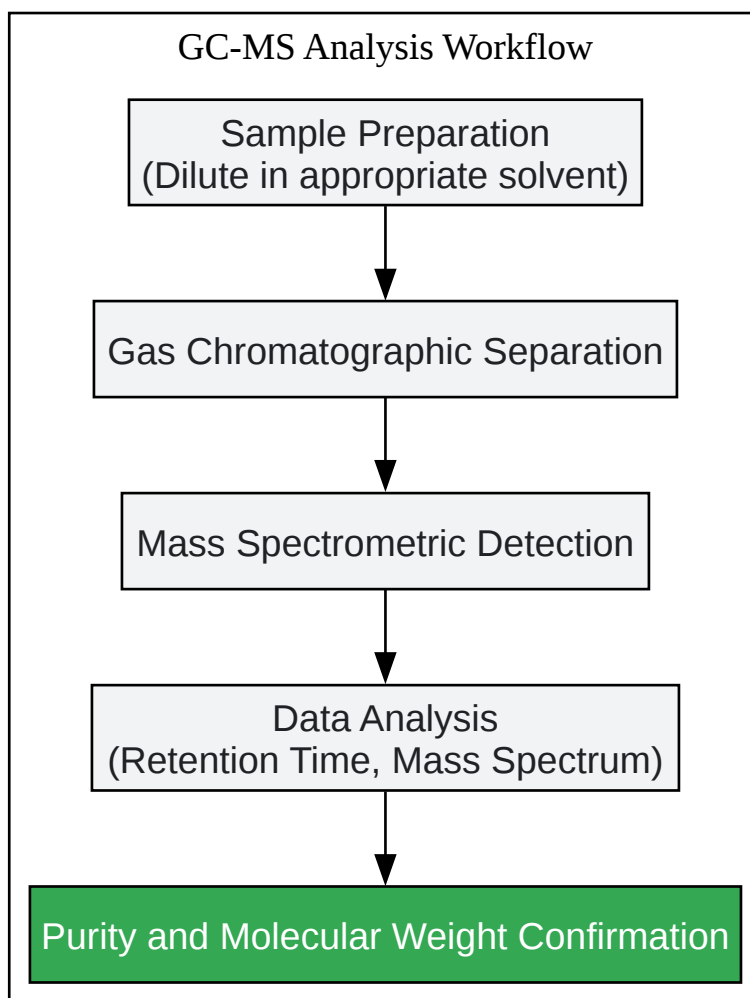 GC-MS Analysis Workflow
Sample Preparation
(Dilute in appropriate solvent)
Gas Chromatographic Separation
Mass Spectrometric Detection
Data Analysis
(Retention Time, Mass Spectrum)
Purity and Molecular Weight Confirmation